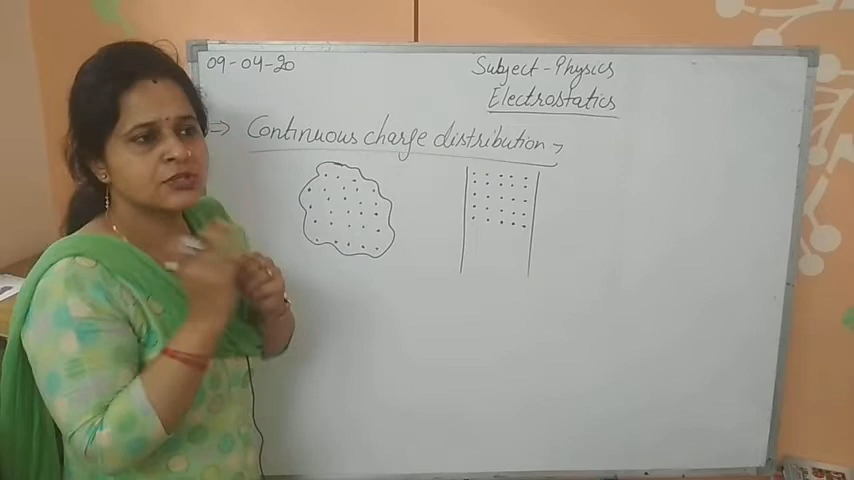 09-04-20
Subject-Physics
Electrostatics
⇒ Continuous charge distribution →